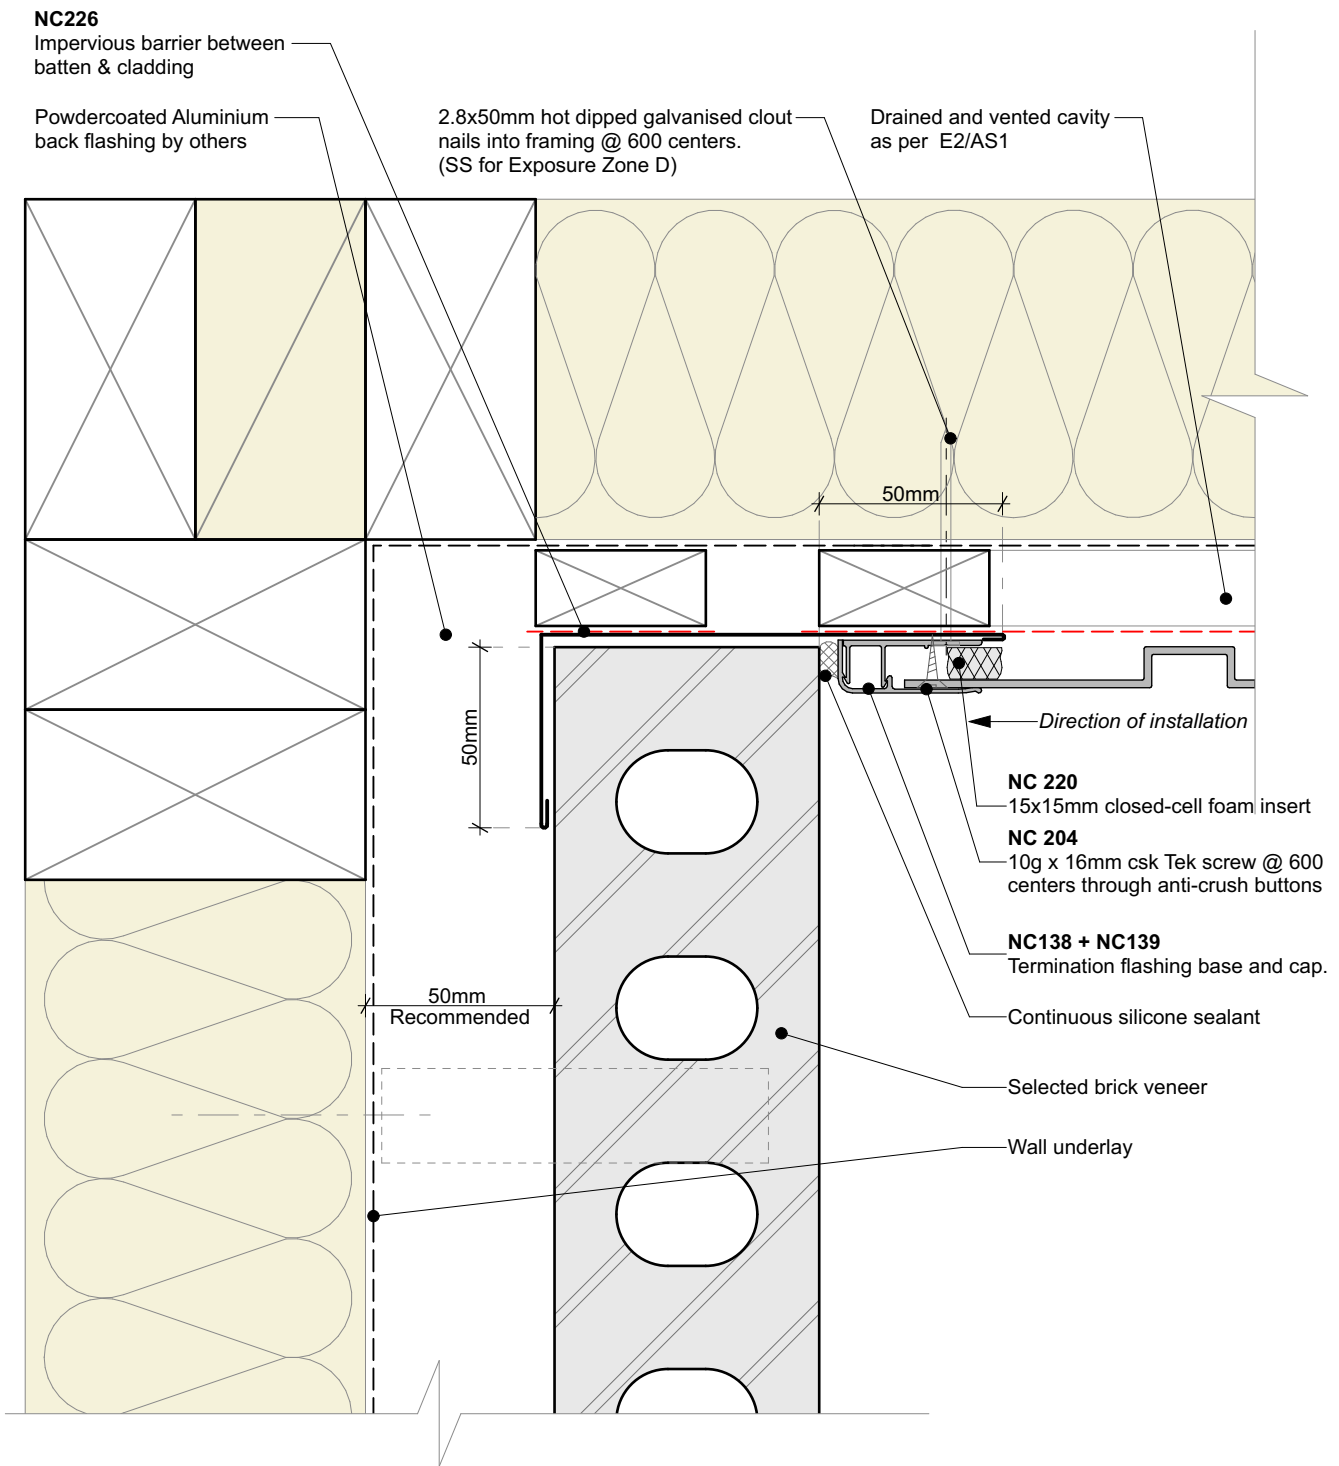 NC226
Impervious barrier between
batten & cladding
Powdercoated Aluminium
back flashing by others
2.8x50mm hot dipped galvanised clout
nails into framing @ 600 centers.
(SS for Exposure Zone D)
Drained and vented cavity
as per E2/AS1
50mm
50mm
Direction of installation
NC 220
15x15mm closed-cell foam insert
NC 204
10g x 16mm csk Tek screw @ 600
centers through anti-crush buttons
NC138 + NC139
Termination flashing base and cap.
50mm
Recommended
Continuous silicone sealant
Selected brick veneer
Wall underlay